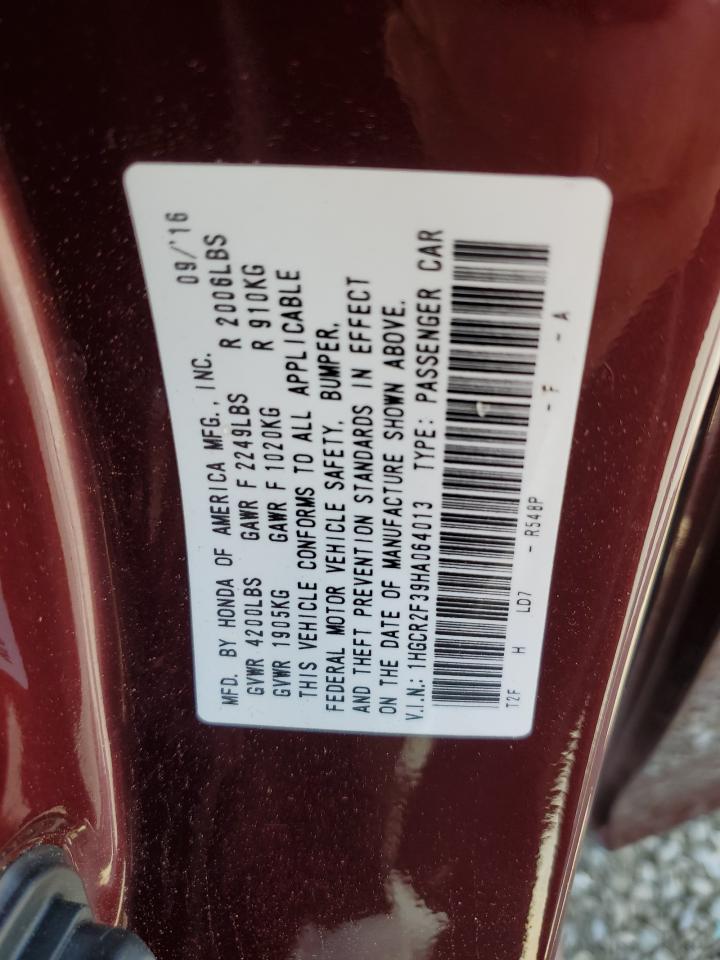 MFD. BY HONDA OF AMERICA MFG., INC. 09/'16
GVWR 4200LBS GAWR F 2249LBS R 2006LBS
GVWR 1905KG GAWR F 1020KG R 910KG
THIS VEHICLE CONFORMS TO ALL APPLICABLE
FEDERAL MOTOR VEHICLE SAFETY, BUMPER,
AND THEFT PREVENTION STANDARDS IN EFFECT
ON THE DATE OF MANUFACTURE SHOWN ABOVE.
V.I.N.: 1HGCR2F39HA064013 TYPE: PASSENGER CAR
T2F H LD7 - R548P - F - A